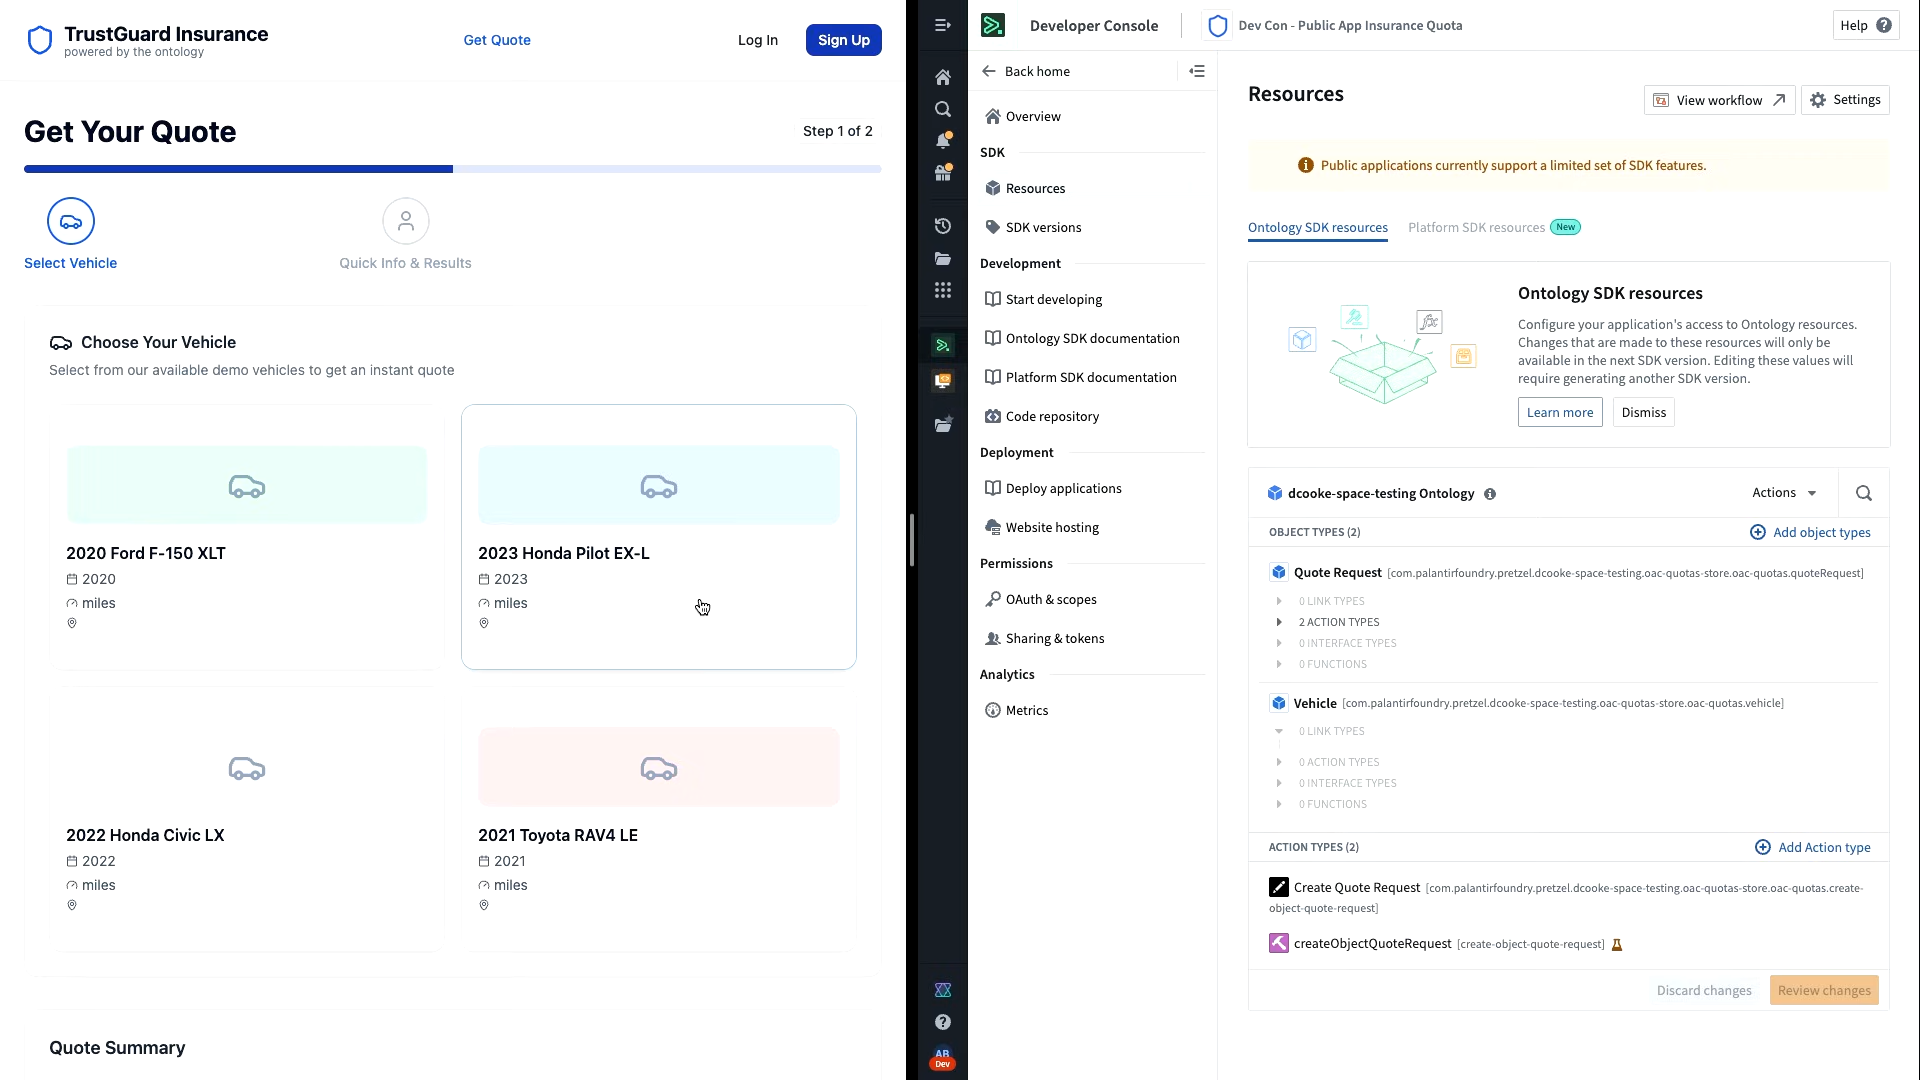 TrustGuard Insurance
powered by the ontology
Get Quote
Log In
Sign Up
Get Your Quote
Step 1 of 2
Select Vehicle
Quick Info & Results
Choose Your Vehicle
Select from our available demo vehicles to get an instant quote
2020 Ford F-150 XLT
2020
miles
2023 Honda Pilot EX-L
2023
miles
2022 Honda Civic LX
2022
miles
2021 Toyota RAV4 LE
2021
miles
Quote Summary
AB
Dev
Developer Console
Dev Con - Public App Insurance Quota
Help
Back home
Overview
SDK
Resources
SDK versions
Development
Start developing
Ontology SDK documentation
Platform SDK documentation
Code repository
Deployment
Deploy applications
Website hosting
Permissions
OAuth & scopes
Sharing & tokens
Analytics
Metrics
Resources
View workflow
Settings
Public applications currently support a limited set of SDK features.
Ontology SDK resources
Platform SDK resources New
fx
Ontology SDK resources
Configure your application's access to Ontology resources.
Changes that are made to these resources will only be
available in the next SDK version. Editing these values will
require generating another SDK version.
Learn more
Dismiss
dcooke-space-testing Ontology
Actions
OBJECT TYPES (2)
Add object types
Quote Request [com.palantirfoundry.pretzel.dcooke-space-testing.oac-quotas-store.oac-quotas.quoteRequest]
0 LINK TYPES
2 ACTION TYPES
0 INTERFACE TYPES
0 FUNCTIONS
Vehicle [com.palantirfoundry.pretzel.dcooke-space-testing.oac-quotas-store.oac-quotas.vehicle]
0 LINK TYPES
0 ACTION TYPES
0 INTERFACE TYPES
0 FUNCTIONS
ACTION TYPES (2)
Add Action type
Create Quote Request [com.palantirfoundry.pretzel.dcooke-space-testing.oac-quotas-store.oac-quotas.create-
object-quote-request]
createObjectQuoteRequest [create-object-quote-request]
Discard changes
Review changes